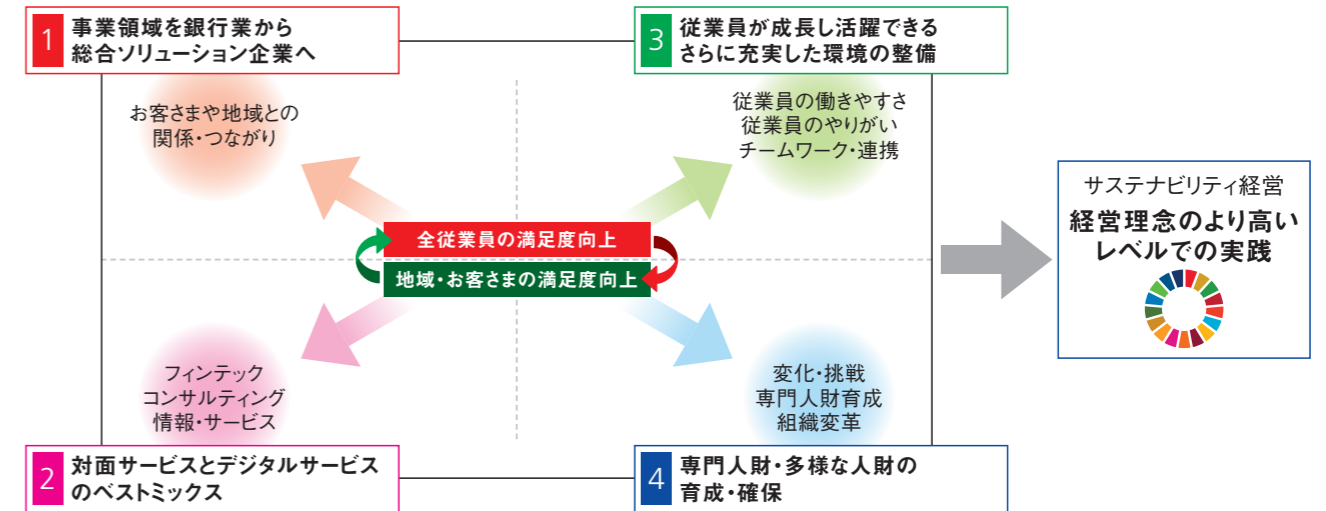 1
事業領域を銀行業から
総合ソリューション企業へ
お客さまや地域との
関係・つながり
3
従業員が成長し活躍できる
さらに充実した環境の整備
従業員の働きやすさ
従業員のやりがい
チームワーク・連携
全従業員の満足度向上
地域・お客さまの満足度向上
フィンテック
コンサルティング
情報・サービス
2
対面サービスとデジタルサービス
のベストミックス
変化・挑戦
専門人財育成
組織変革
4
専門人財・多様な人財の
育成・確保
サステナビリティ経営
経営理念のより高い
レベルでの実践